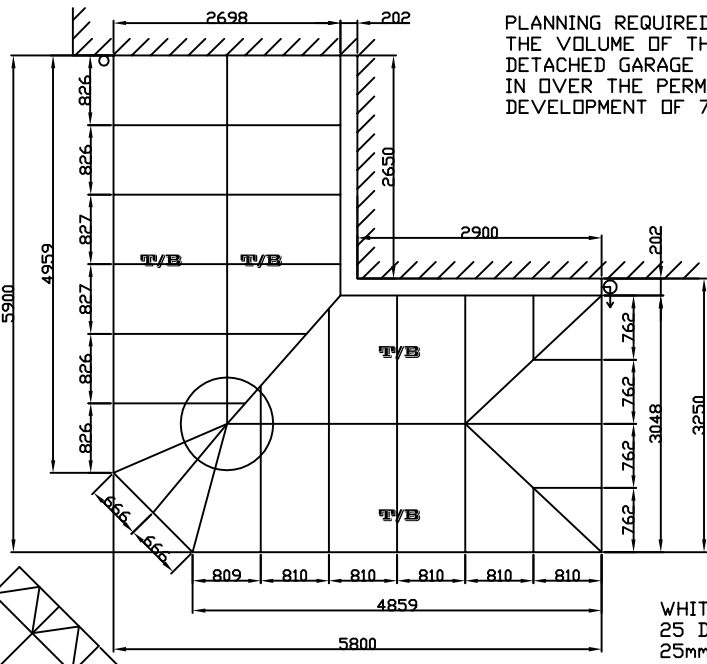 2698
202
PLANNING REQUIRED
THE VOLUME OF TH
DETACHED GARAGE
IN OVER THE PERM
DEVELOPMENT OF 7
826
826
827
827
826
826
4959
5900
2650
2900
202
T/B
T/B
T/B
T/B
762
762
762
762
3048
3250
666
666
809
810
810
810
810
810
4859
5800
WHIT
25 D
25mm